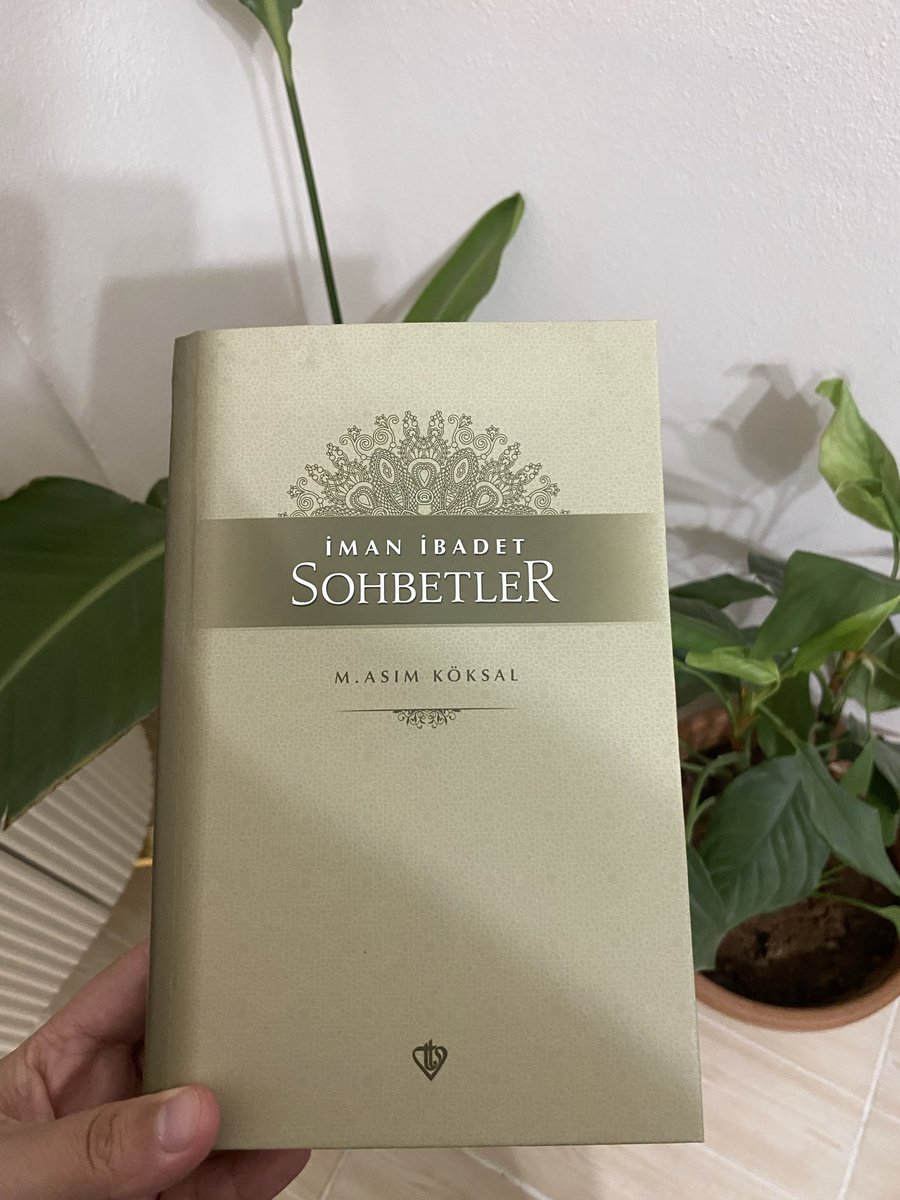 İMAN İBADET
SOHBETLER
M. ASIM KÖKSAL